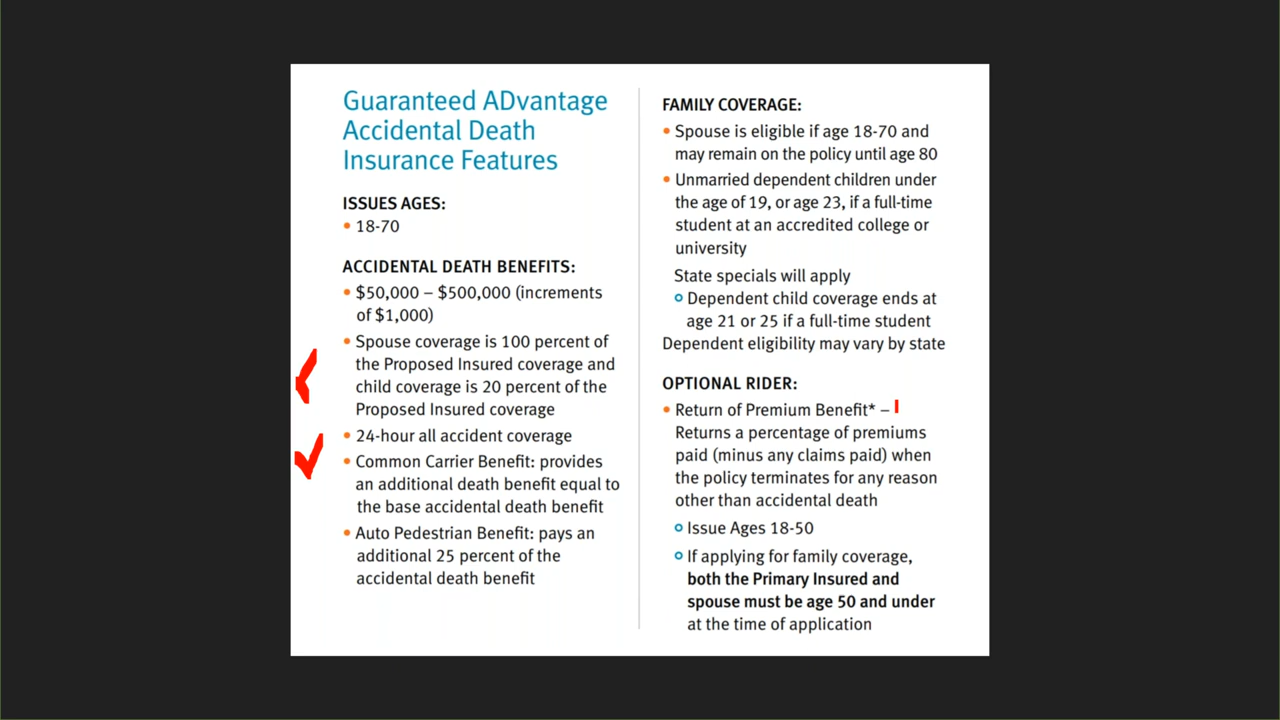 Guaranteed ADvantage
Accidental Death
Insurance Features
ISSUES AGES:
• 18-70
ACCIDENTAL DEATH BENEFITS:
• $50,000 – $500,000 (increments
of $1,000)
• Spouse coverage is 100 percent of
the Proposed Insured coverage and
child coverage is 20 percent of the
Proposed Insured coverage
• 24-hour all accident coverage
• Common Carrier Benefit: provides
an additional death benefit equal to
the base accidental death benefit
• Auto Pedestrian Benefit: pays an
additional 25 percent of the
accidental death benefit
FAMILY COVERAGE:
• Spouse is eligible if age 18-70 and
may remain on the policy until age 80
• Unmarried dependent children under
the age of 19, or age 23, if a full-time
student at an accredited college or
university
State specials will apply
○ Dependent child coverage ends at
age 21 or 25 if a full-time student
Dependent eligibility may vary by state
OPTIONAL RIDER:
• Return of Premium Benefit* –
Returns a percentage of premiums
paid (minus any claims paid) when
the policy terminates for any reason
other than accidental death
○ Issue Ages 18-50
○ If applying for family coverage,
both the Primary Insured and
spouse must be age 50 and under
at the time of application